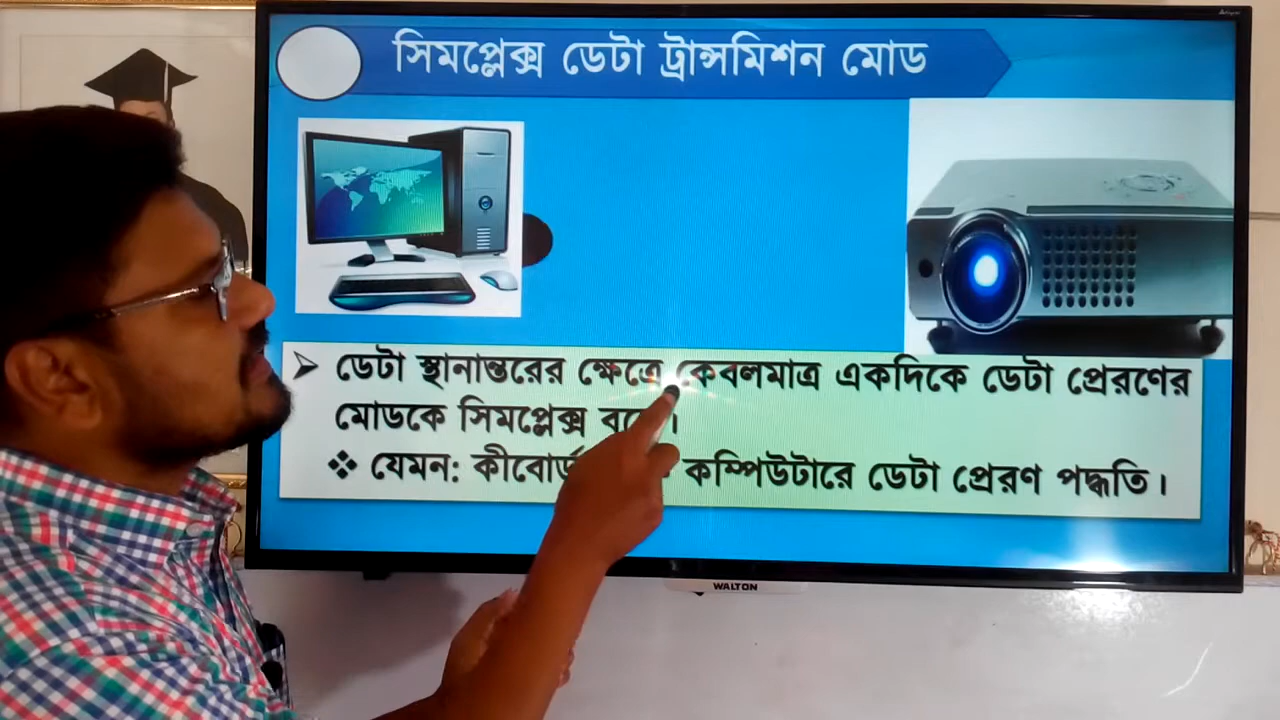 সিমপ্লেক্স ডেটা ট্রান্সমিশন মোড
ডেটা স্থানান্তরের ক্ষেত্রে কেবলমাত্র একদিকে ডেটা প্রেরণের
মোডকে সিমপ্লেক্স
যেমন: কম্পিউটারে ডেটা প্রেরণ পদ্ধতি।
WALTON